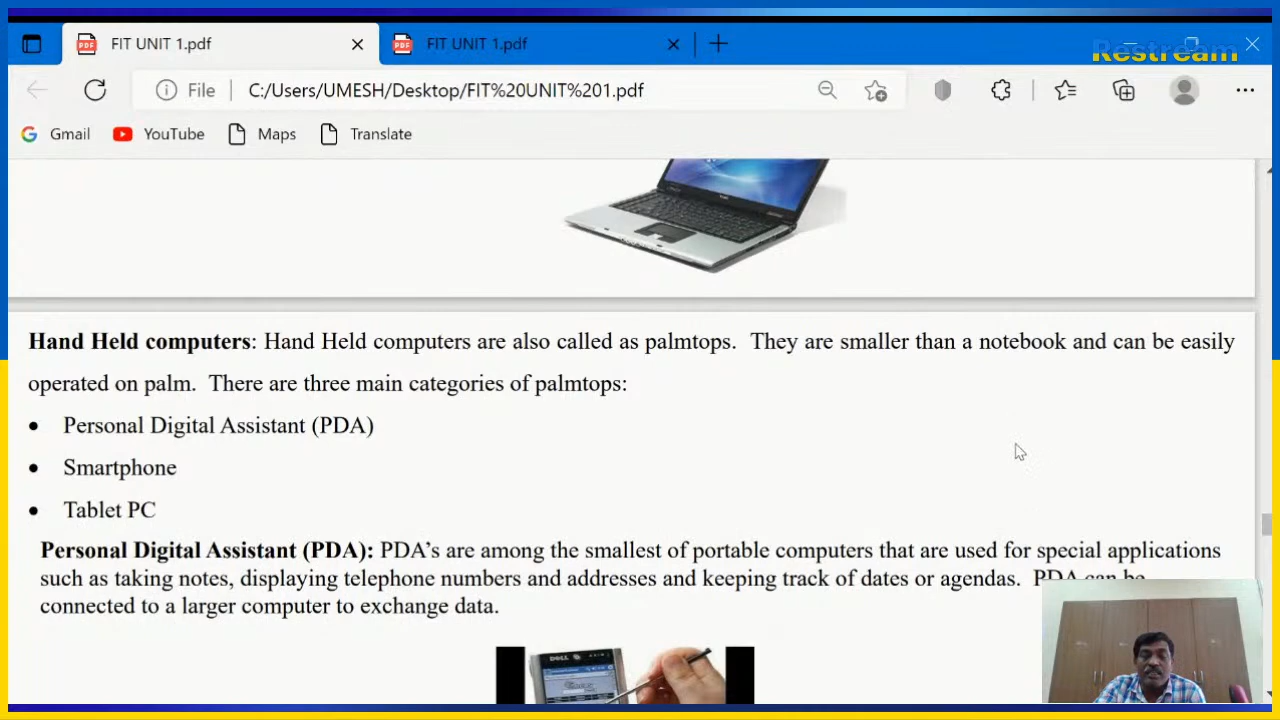 FIT UNIT 1.pdf
FIT UNIT 1.pdf
Restream
File
C:/Users/UMESH/Desktop/FIT%20UNIT%201.pdf
Gmail
YouTube
Maps
Translate
Hand Held computers: Hand Held computers are also called as palmtops. They are smaller than a notebook and can be easily
operated on palm. There are three main categories of palmtops:
• Personal Digital Assistant (PDA)
• Smartphone
• Tablet PC
Personal Digital Assistant (PDA): PDA's are among the smallest of portable computers that are used for special applications
such as taking notes, displaying telephone numbers and addresses and keeping track of dates or agendas. PDA can be
connected to a larger computer to exchange data.
DELL